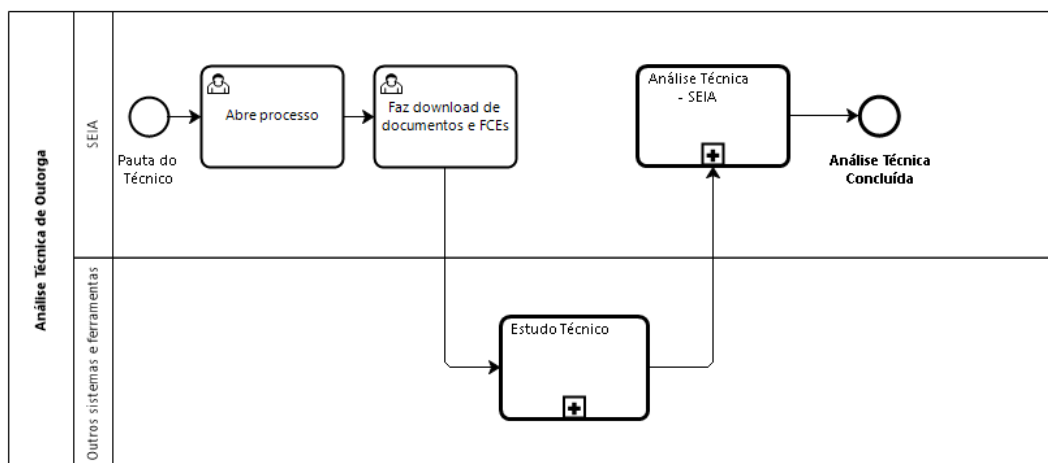 Análise Técnica de Outorga
SEIA
Pauta do
Técnico
Abre processo
Faz download de
documentos e FCEs
Análise Técnica
- SEIA
Análise Técnica
Concluída
Outros sistemas e ferramentas
Estudo Técnico